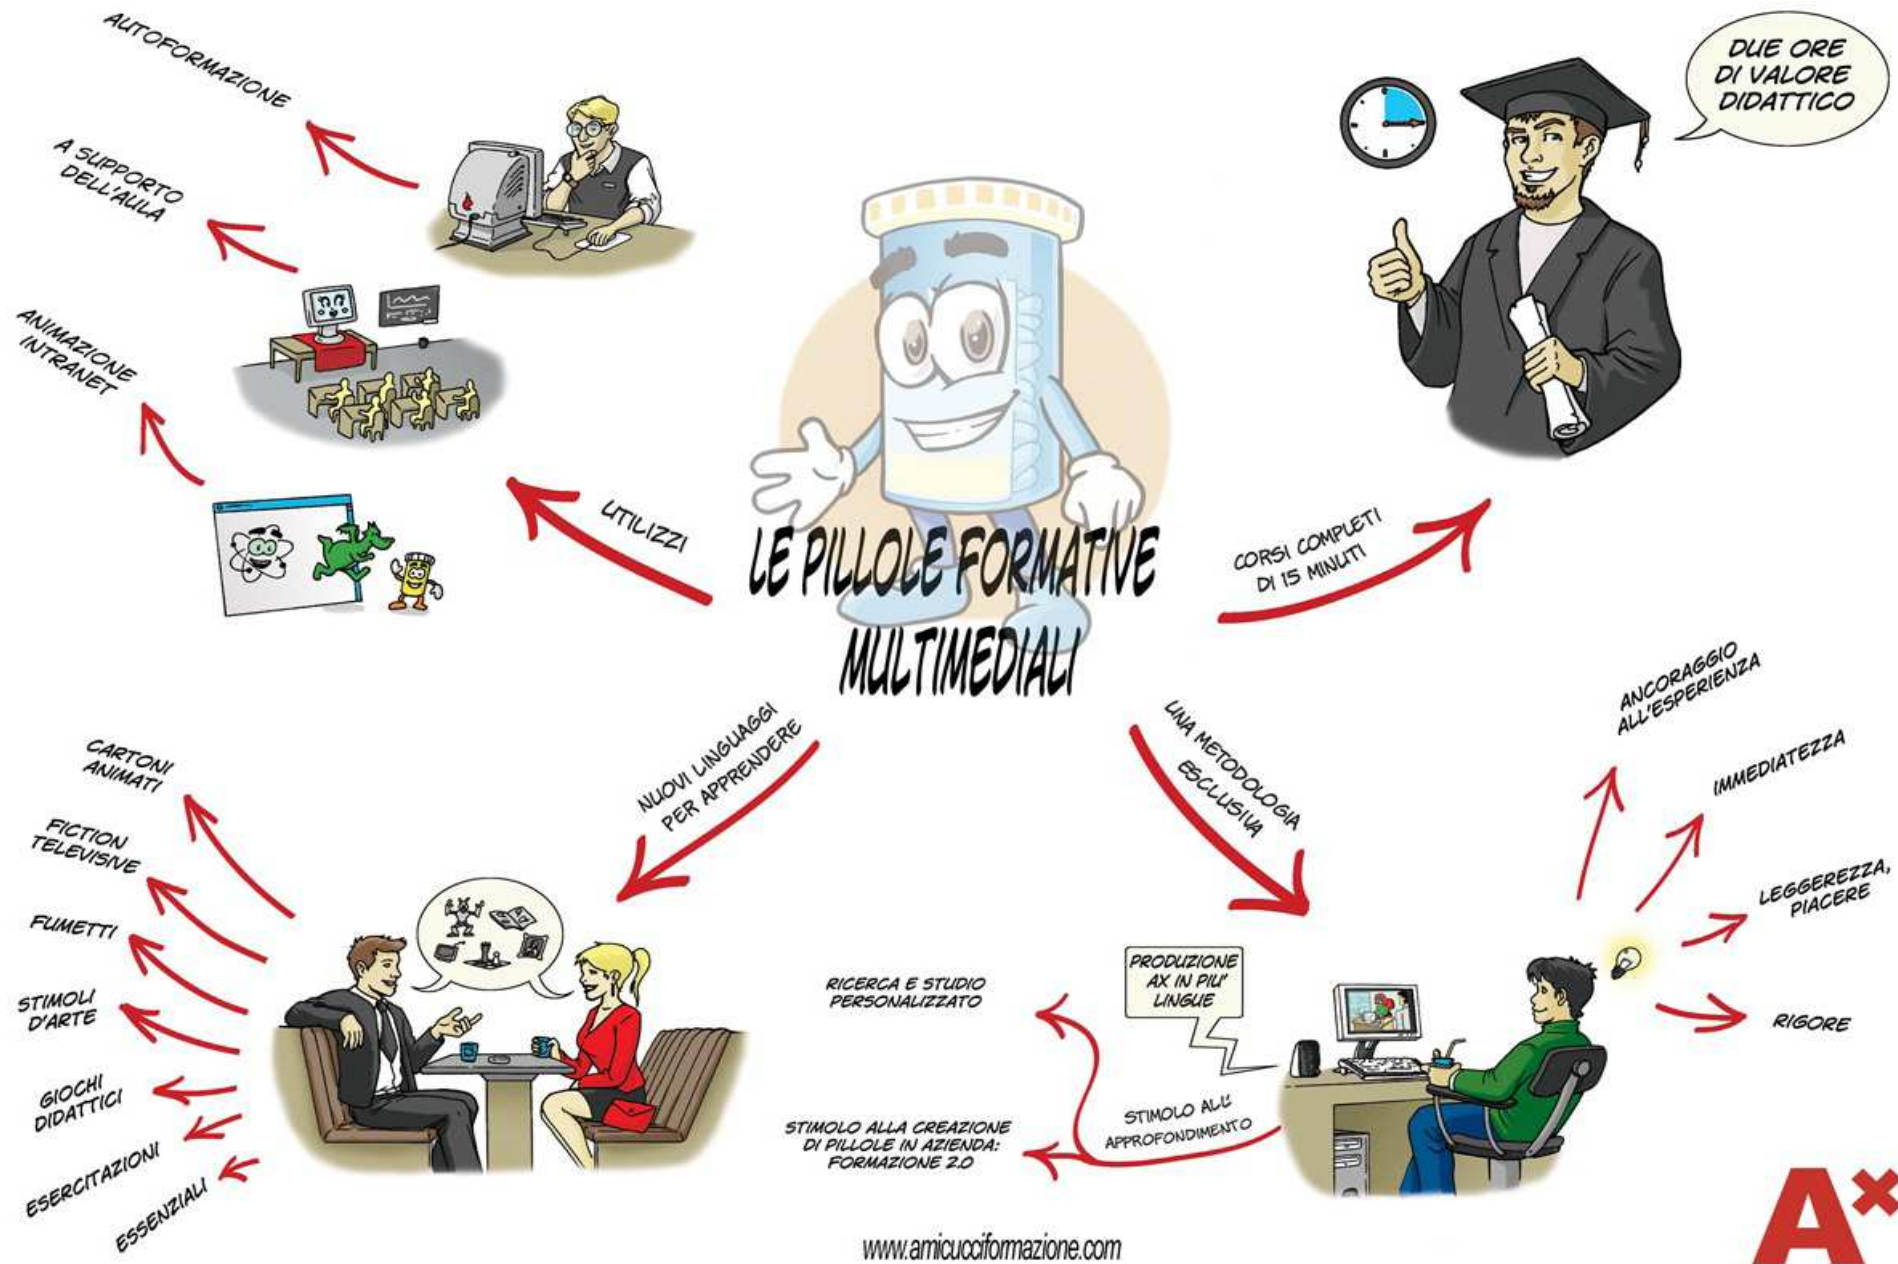 LE PILLOLE FORMATIVE
MULTIMEDIALI
UTILIZZI
AUTOFORMAZIONE
A SUPPORTO
DELL'AULA
ANIMAZIONE
INTRANET
CORSI COMPLETI
DI 15 MINUTI
DUE ORE
DI VALORE
DIDATTICO
NUOVI LINGUAGGI
PER APPRENDERE
CARTONI
ANIMATI
FICTION
TELEVISIVE
FUMETTI
STIMOLI
D'ARTE
GIOCHI
DIDATTICI
ESERCITAZIONI
ESSENZIALI
UNA METODOLOGIA
ESCLUSIVA
ANCORAGGIO
ALL'ESPERIENZA
IMMEDIATEZZA
LEGGEREZZA,
PIACERE
RIGORE
PRODUZIONE
AX IN PIU'
LINGUE
STIMOLO ALL'
APPROFONDIMENTO
RICERCA E STUDIO
PERSONALIZZATO
STIMOLO ALLA CREAZIONE
DI PILLOLE IN AZIENDA:
FORMAZIONE 2.0
www.amicucciformazione.com
Ax